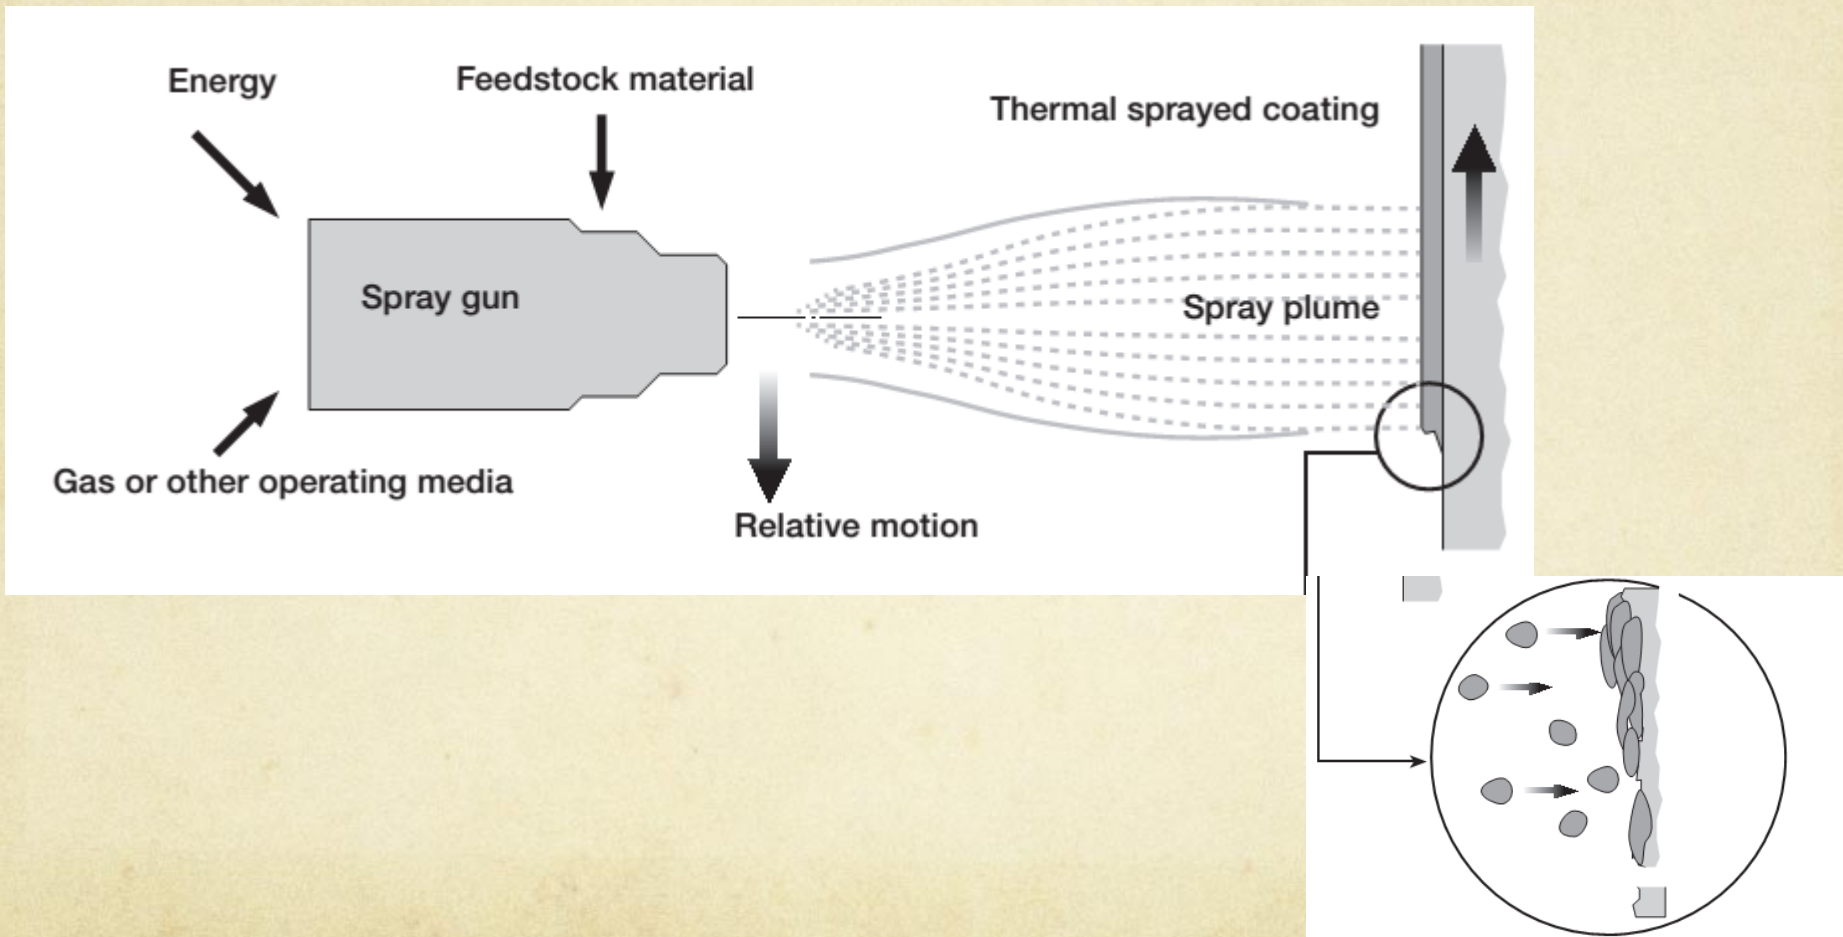 Energy
Feedstock material
Thermal sprayed coating
Spray gun
Spray plume
Gas or other operating media
Relative motion